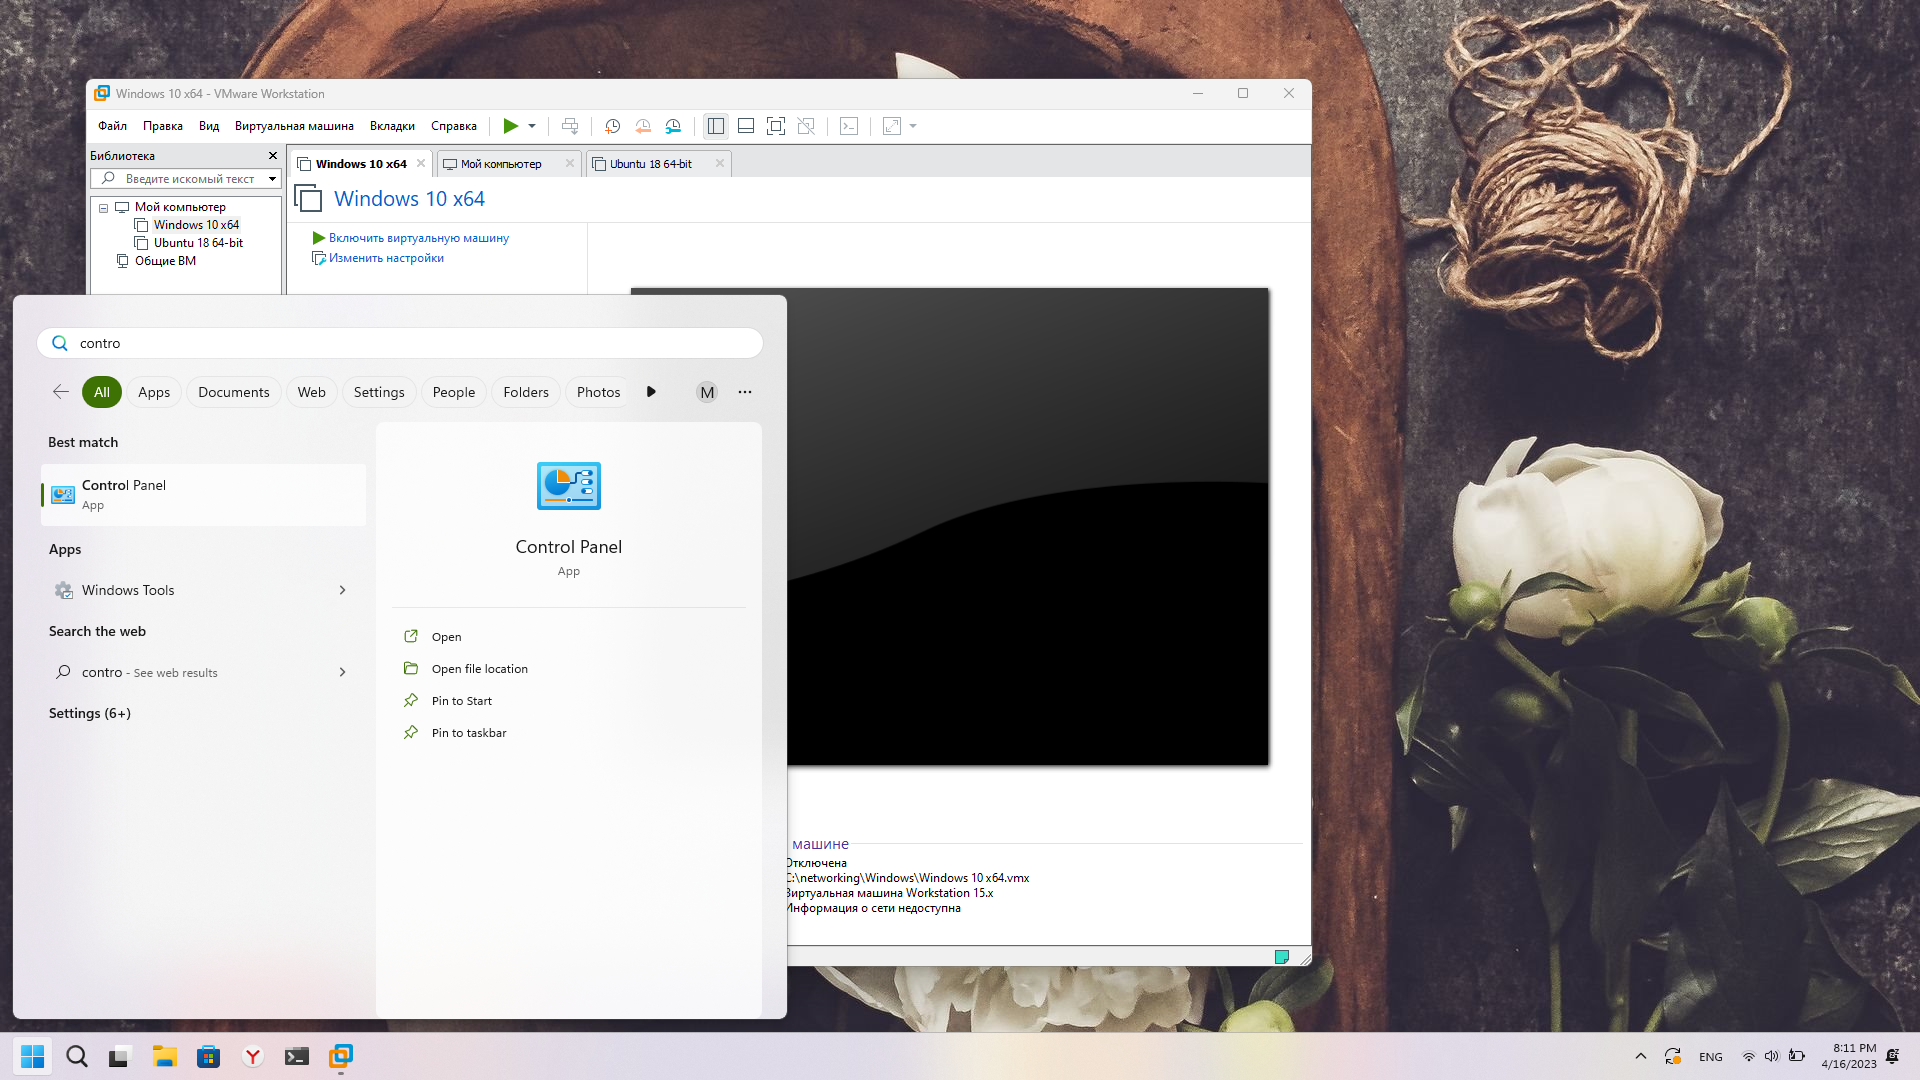 Windows 10 x64 - VMware Workstation
Файл Правка Вид Виртуальная машина Вкладки Справка
Библиотека
Введите искомый текст
Мой компьютер
Windows 10 x64
Ubuntu 18 64-bit
Общие ВМ
Windows 10 x64 Мой компьютер Ubuntu 18 64-bit
Windows 10 x64
Включить виртуальную машину
Изменить настройки
contro
All Apps Documents Web Settings People Folders Photos M
Best match
Control Panel
App
Apps
Windows Tools
Search the web
contro - See web results
Settings (6+)
Control Panel
App
Open
Open file location
Pin to Start
Pin to taskbar
машине
Отключена
C:\networking\Windows\Windows 10 x64.vmx
Виртуальная машина Workstation 15.x
Информация о сети недоступна
ENG
8:11 PM
4/16/2023